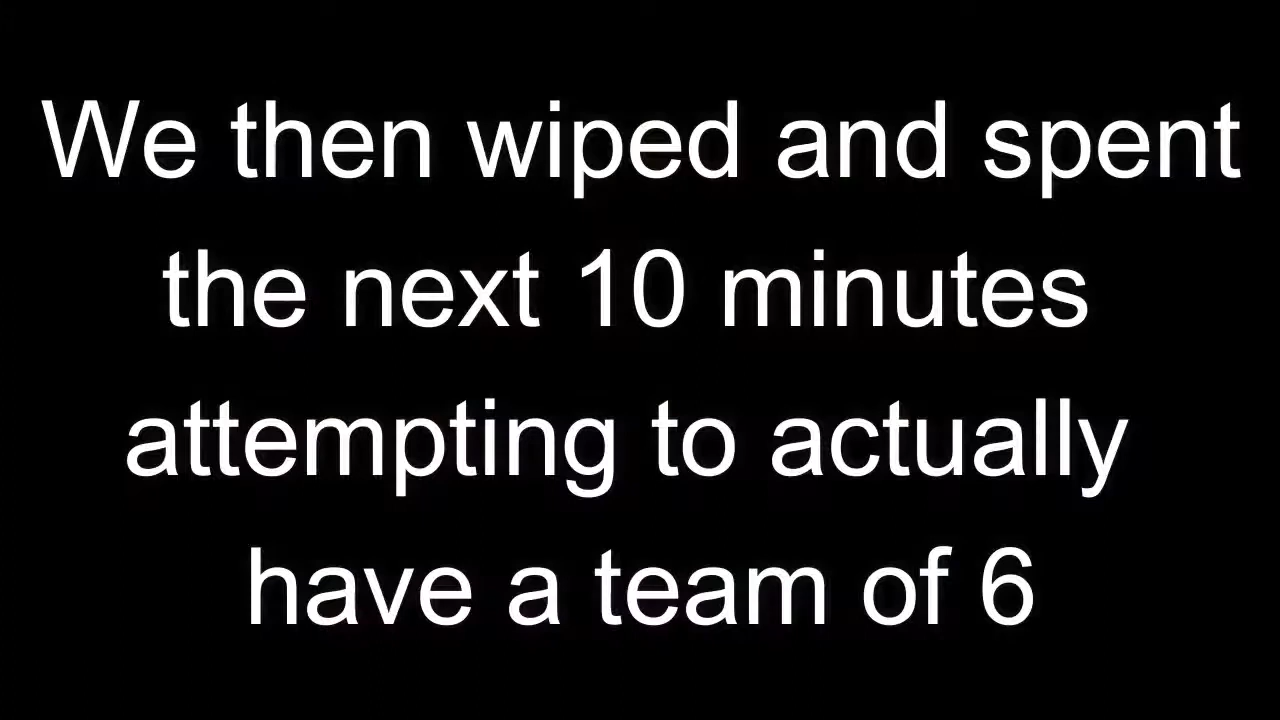 We then wiped and spent
the next 10 minutes
attempting to actually
have a team of 6